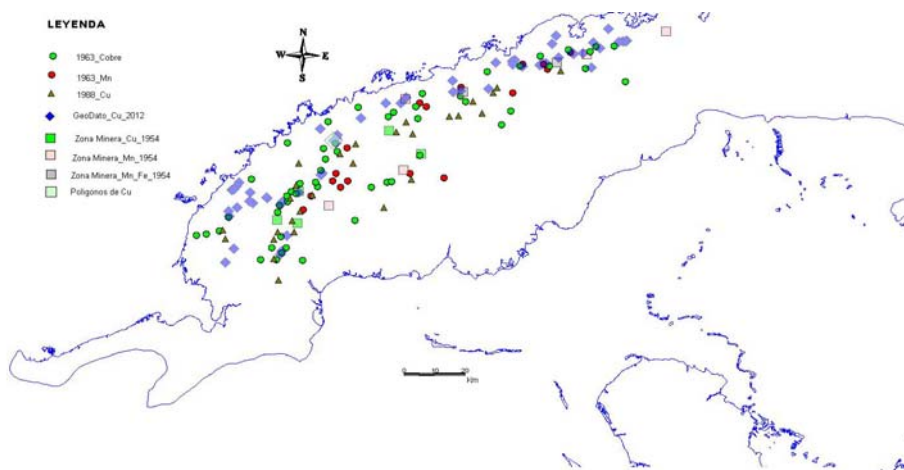 LEYENDA
1963_Cobre
1963_Mn
1988_Cu
GeoDato_Cu_2012
Zona Minera_Cu_1954
Zona Minera_Mn_1954
Zona Minera_Mn_Fe_1954
Poligonos de Cu
N
W E
S
0 10 20
Km